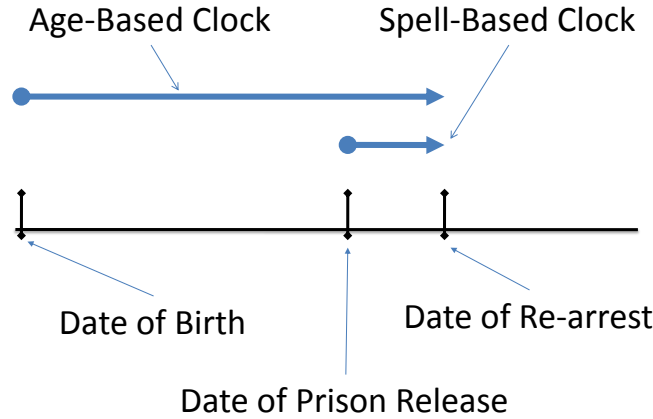 Age-Based Clock
Spell-Based Clock
Date of Birth
Date of Re-arrest
Date of Prison Release